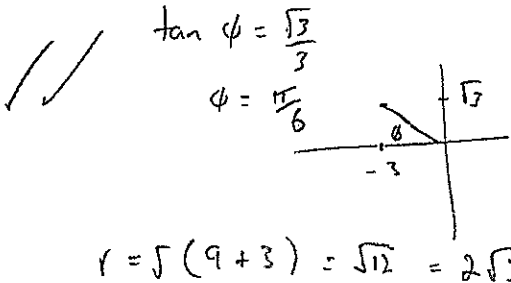 tan φ = √3/3
φ = π/6
√3
φ
-3
r = √(9+3) = √12 = 2√3